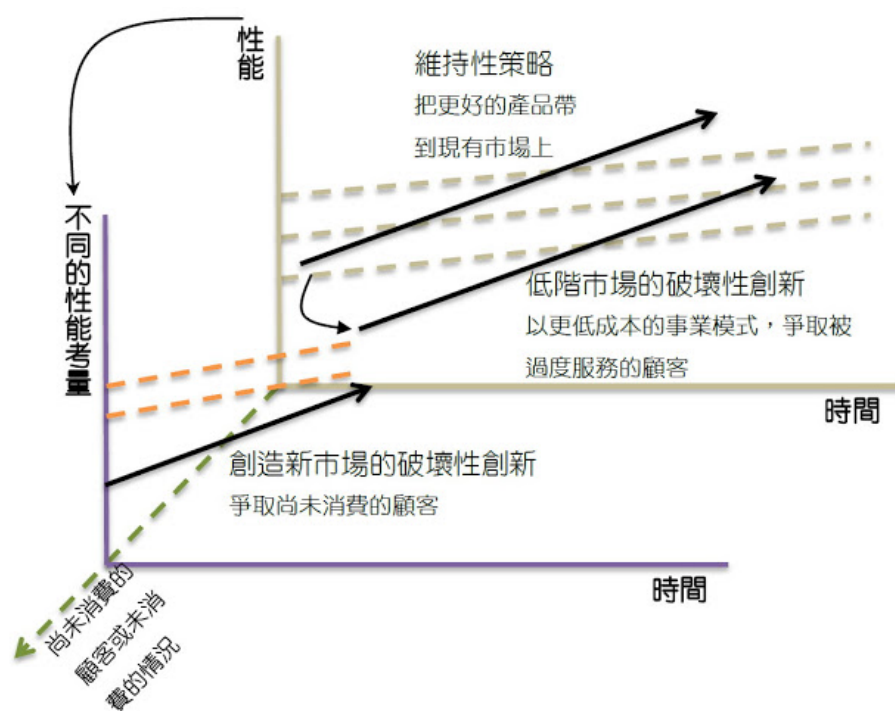 性能
維持性策略
把更好的產品帶
到現有市場上
不同的性能考量
低階市場的破壞性創新
以更低成本的事業模式，爭取被
過度服務的顧客
時間
創造新市場的破壞性創新
爭取尚未消費的顧客
時間
尚未消費的
顧客或未消
費的情況